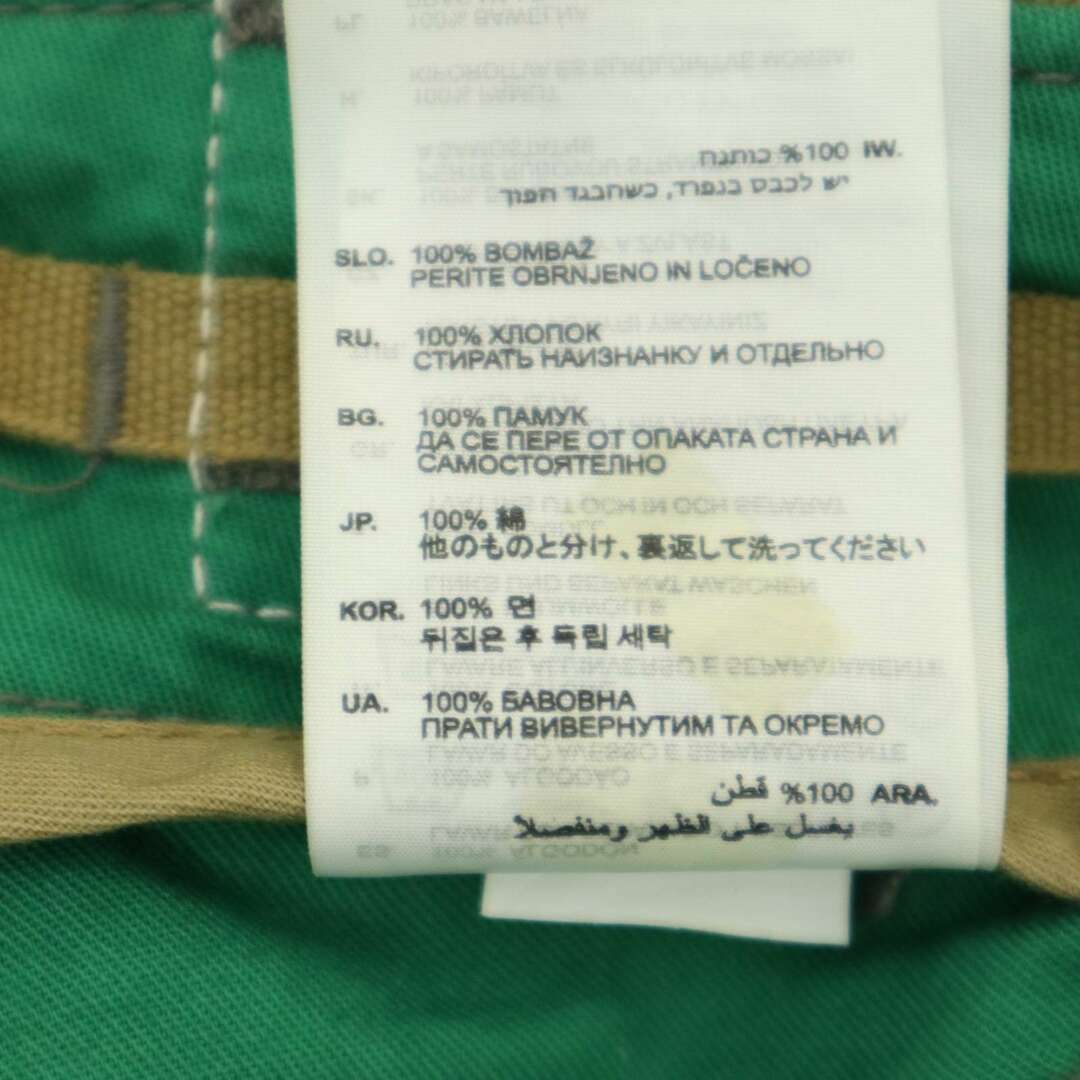 IW. 100% כותנה
יש לכבס בנפרד, כשהבגד הפוך
SLO. 100% BOMBAŽ
PERITE OBRNJENO IN LOČENO
RU. 100% ХЛОПОК
СТИРАТЬ НАИЗНАНКУ И ОТДЕЛЬНО
BG. 100% ПАМУК
ДА СЕ ПЕРЕ ОТ ОПАКАТА СТРАНА И
САМОСТОЯТЕЛНО
JP. 100% 綿
他のものと分け、裏返して洗ってください
KOR. 100% 면
뒤집은 후 독립 세탁
UA. 100% БАВОВНА
ПРАТИ ВИВЕРНУТИМ ТА ОКРЕМО
ARA. %100 قطن
يغسل على الظهر ومنفصلاً